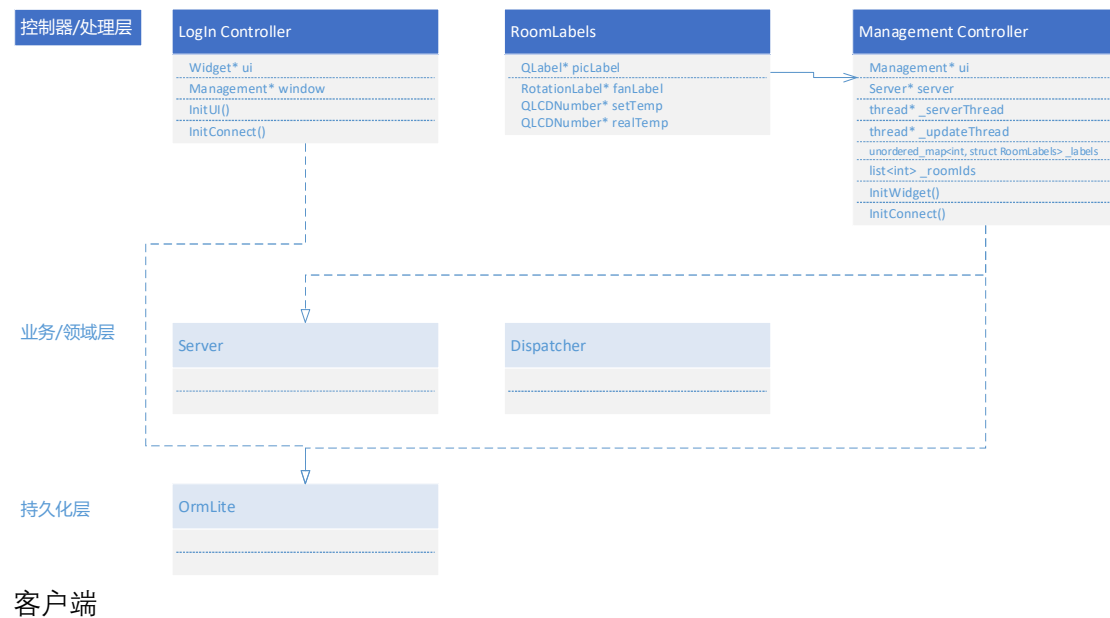 控制器/处理层
LogIn Controller
Widget* ui
Management* window
InitUI()
InitConnect()
RoomLabels
QLabel* picLabel
RotationLabel* fanLabel
QLCDNumber* setTemp
QLCDNumber* realTemp
Management Controller
Management* ui
Server* server
thread* _serverThread
thread* _updateThread
unordered_map<int, struct RoomLabels> _labels
list<int> _roomIds
InitWidget()
InitConnect()
业务/领域层
Server
Dispatcher
持久化层
OrmLite
客户端